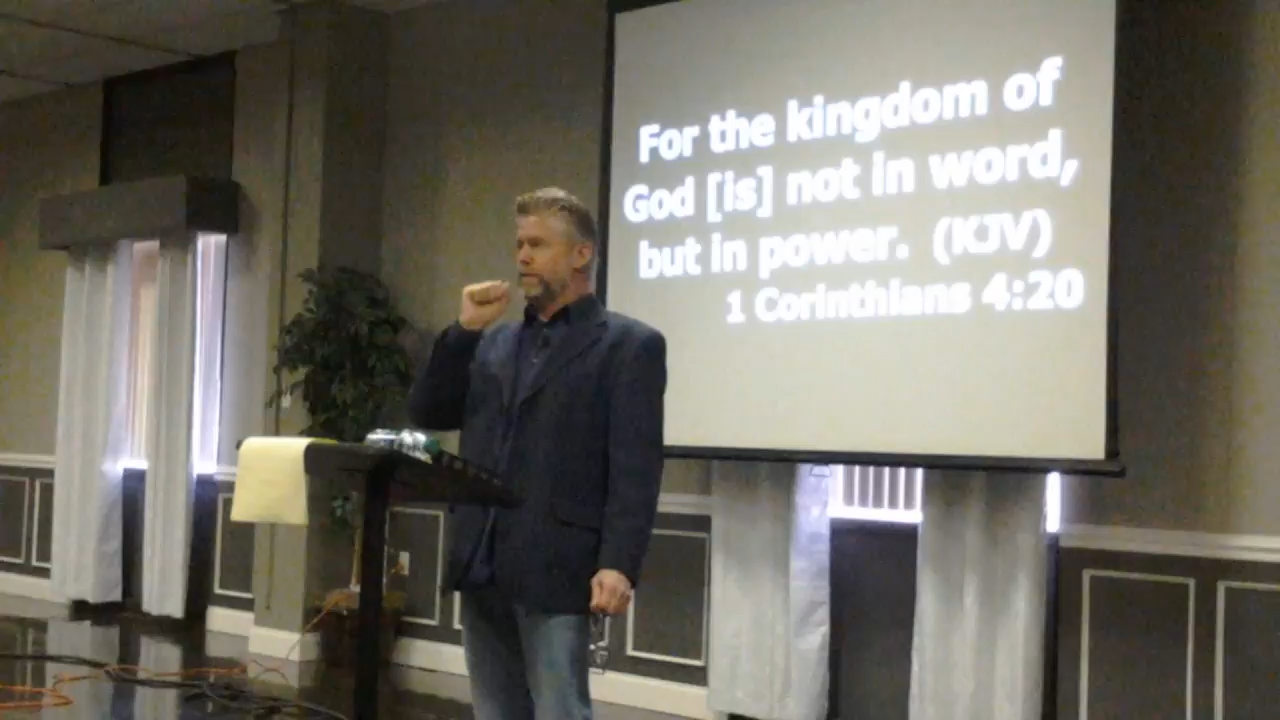 For the kingdom of
God [is] not in word,
but in power. (KJV)
1 Corinthians 4:20